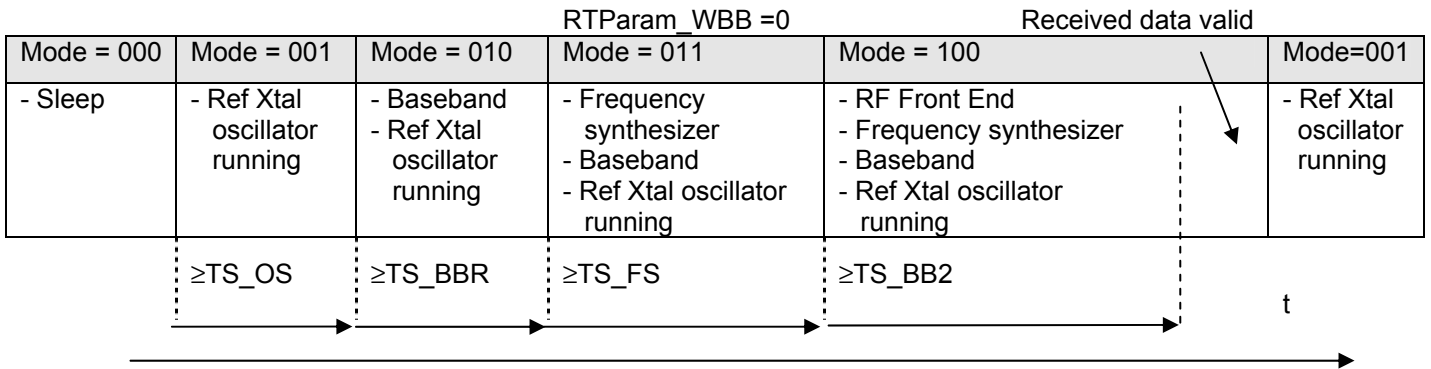 RTParam_WBB =0 Received data valid
Mode = 000 Mode = 001 Mode = 010 Mode = 011 Mode = 100 Mode=001
- Sleep
- Ref Xtal
oscillator
running
- Baseband
- Ref Xtal
oscillator
running
- Frequency
synthesizer
- Baseband
- Ref Xtal oscillator
running
- RF Front End
- Frequency synthesizer
- Baseband
- Ref Xtal oscillator
running
- Ref Xtal
oscillator
running
≥TS_OS ≥TS_BBR ≥TS_FS ≥TS_BB2
t